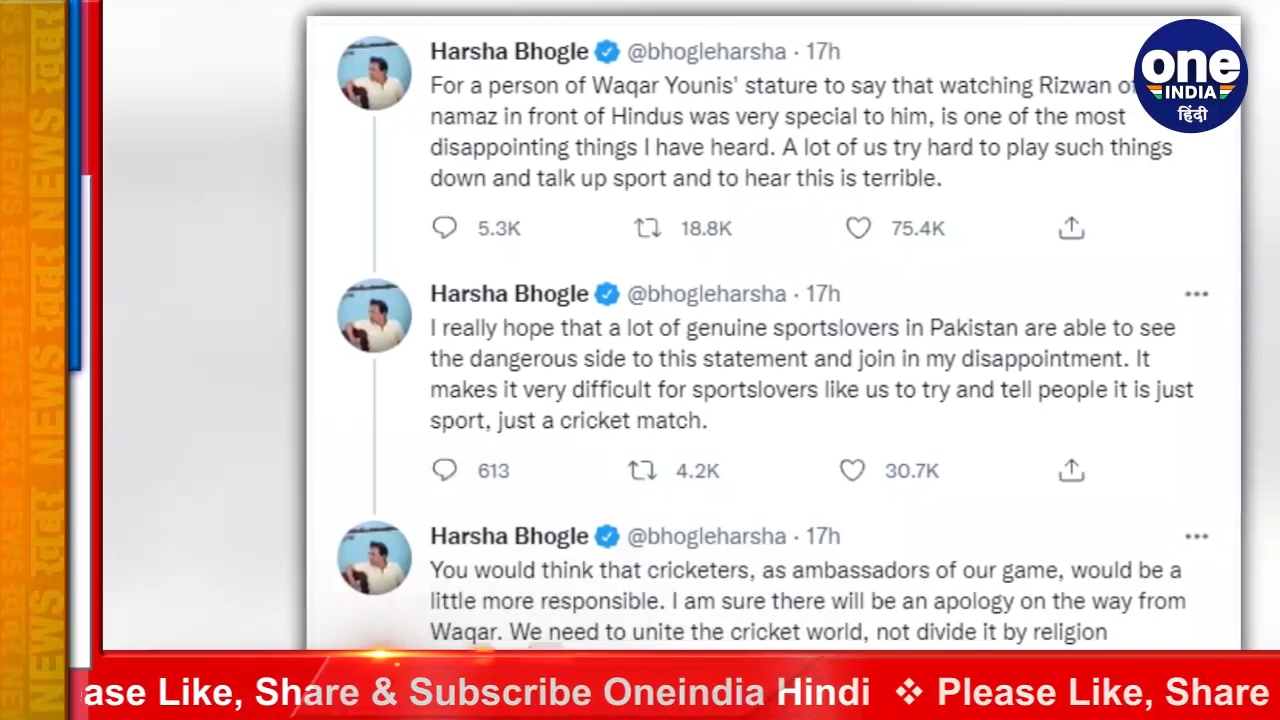 Harsha Bhogle @bhogleharsha · 17h
For a person of Waqar Younis' stature to say that watching Rizwan
namaz in front of Hindus was very special to him, is one of the most
disappointing things I have heard. A lot of us try hard to play such things
down and talk up sport and to hear this is terrible.
5.3K 18.8K 75.4K
one
INDIA
हिंदी
Harsha Bhogle @bhogleharsha · 17h
I really hope that a lot of genuine sportslovers in Pakistan are able to see
the dangerous side to this statement and join in my disappointment. It
makes it very difficult for sportslovers like us to try and tell people it is just
sport, just a cricket match.
613 4.2K 30.7K
Harsha Bhogle @bhogleharsha · 17h
You would think that cricketers, as ambassadors of our game, would be a
little more responsible. I am sure there will be an apology on the way from
Waqar. We need to unite the cricket world, not divide it by religion
ase Like, Share & Subscribe Oneindia Hindi ❖ Please Like, Share
NEWS खबर NEWS खबर NEWS